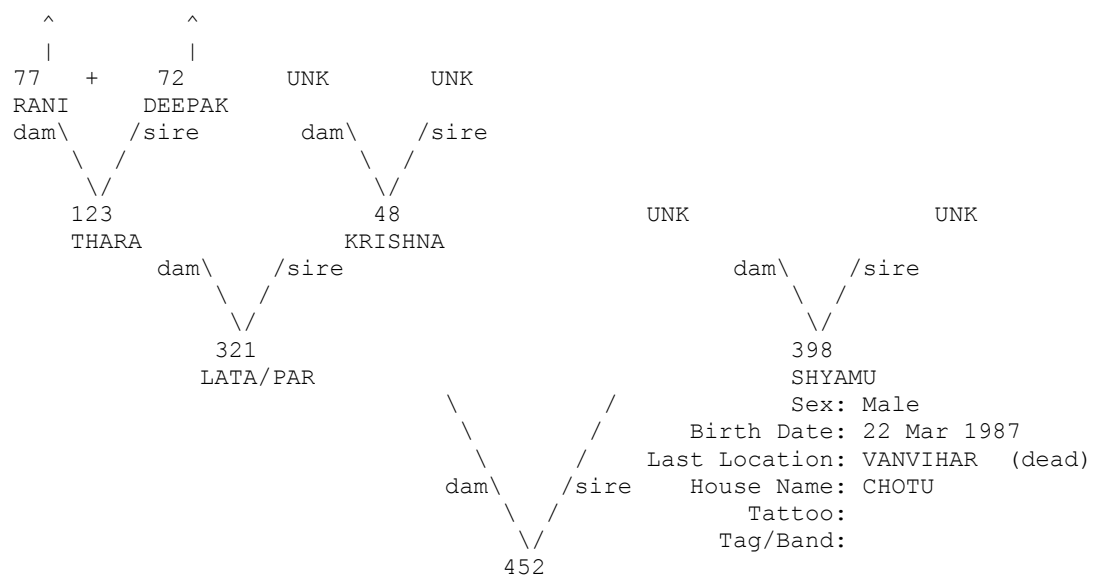 ^ ^
| |
77 + 72 UNK UNK
RANI DEEPAK
dam\ /sire dam\ /sire
\ / \ /
\/ \/
123 48 UNK UNK
THARA KRISHNA
dam\ /sire dam\ /sire
\ / \ /
\/ \/
321 398
LATA/PAR SHYAMU
\ / Sex: Male
\ / Birth Date: 22 Mar 1987
\ / Last Location: VANVIHAR (dead)
dam\ /sire House Name: CHOTU
\ / Tattoo:
\/ Tag/Band:
452